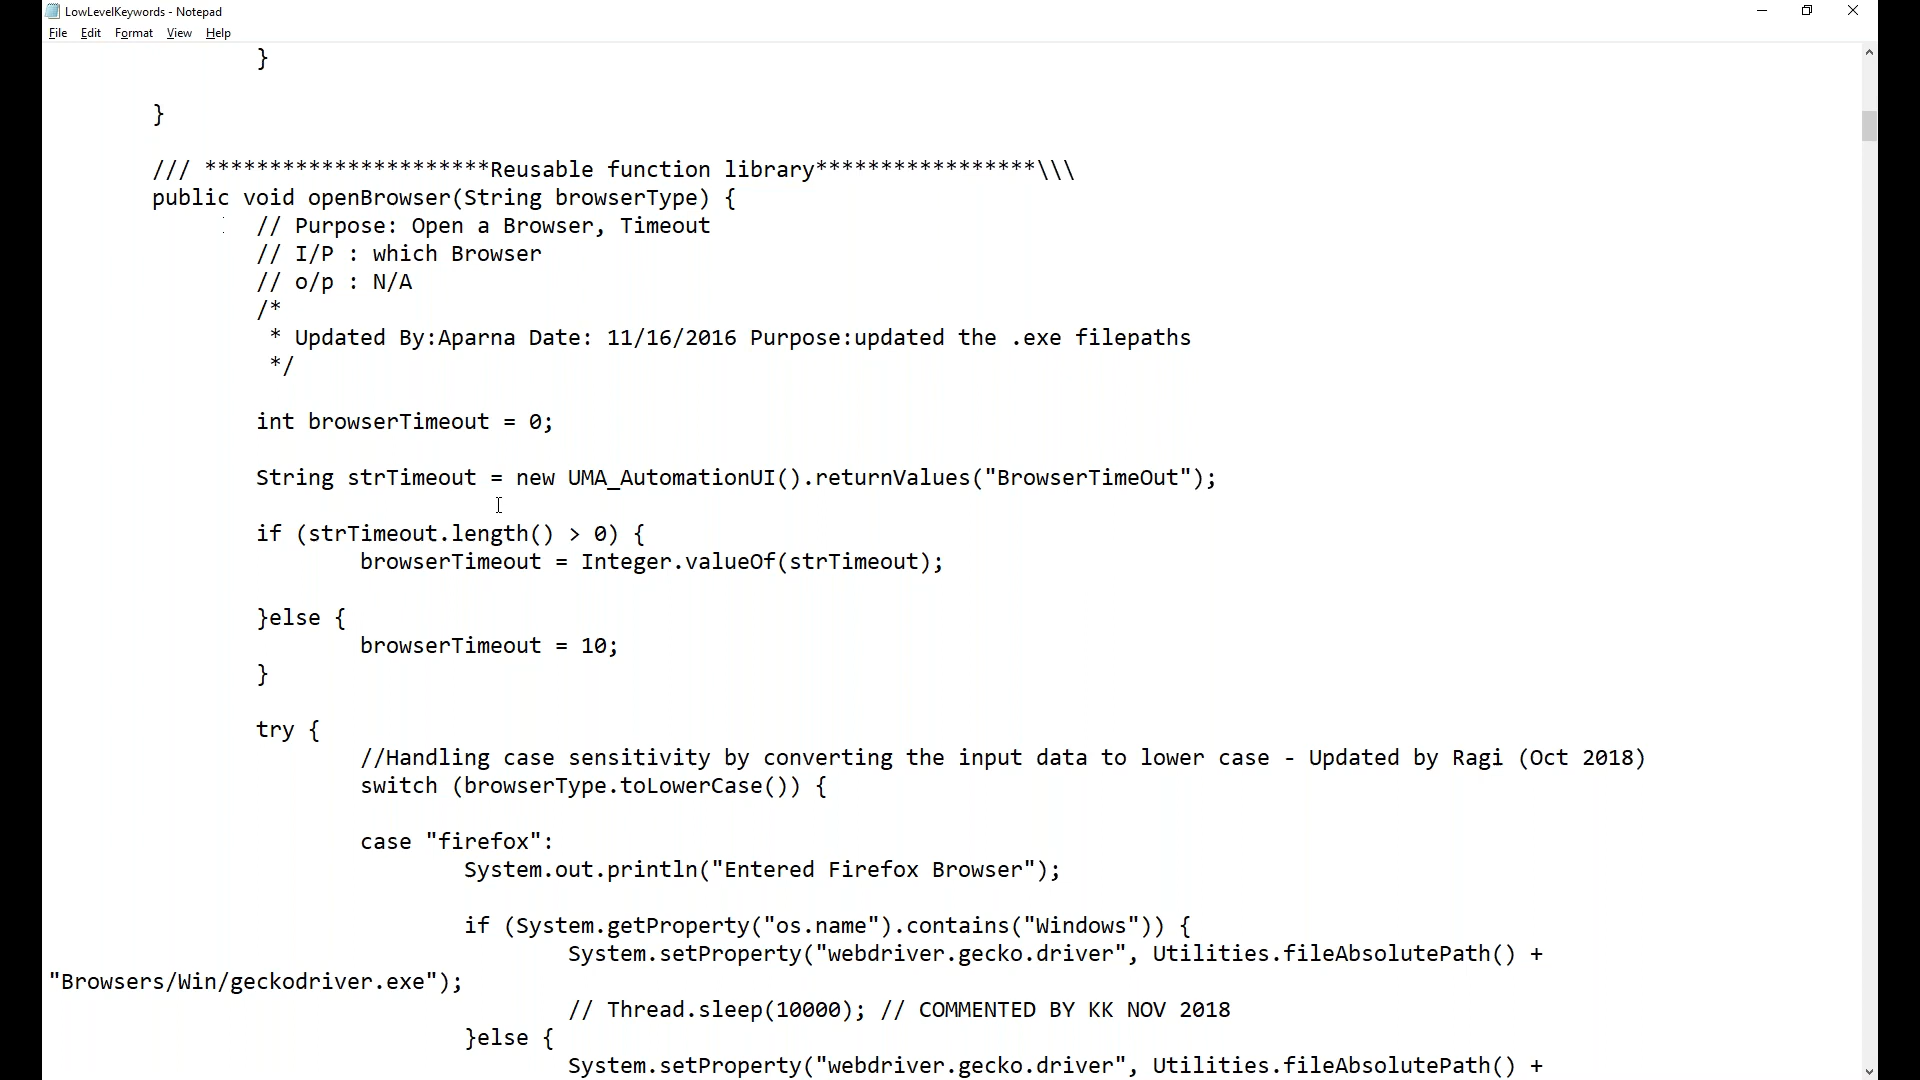 LowLevelKeywords - Notepad
File Edit Format View Help
}
}
/// **********************Reusable function library*****************\\\
public void openBrowser(String browserType) {
// Purpose: Open a Browser, Timeout
// I/P : which Browser
// o/p : N/A
/*
* Updated By:Aparna Date: 11/16/2016 Purpose:updated the .exe filepaths
*/
int browserTimeout = 0;
String strTimeout = new UMA_AutomationUI().returnValues("BrowserTimeOut");
if (strTimeout.length() > 0) {
browserTimeout = Integer.valueOf(strTimeout);
}else {
browserTimeout = 10;
}
try {
//Handling case sensitivity by converting the input data to lower case - Updated by Ragi (Oct 2018)
switch (browserType.toLowerCase()) {
case "firefox":
System.out.println("Entered Firefox Browser");
if (System.getProperty("os.name").contains("Windows")) {
System.setProperty("webdriver.gecko.driver", Utilities.fileAbsolutePath() +
"Browsers/Win/geckodriver.exe");
// Thread.sleep(10000); // COMMENTED BY KK NOV 2018
}else {
System.setProperty("webdriver.gecko.driver", Utilities.fileAbsolutePath() +